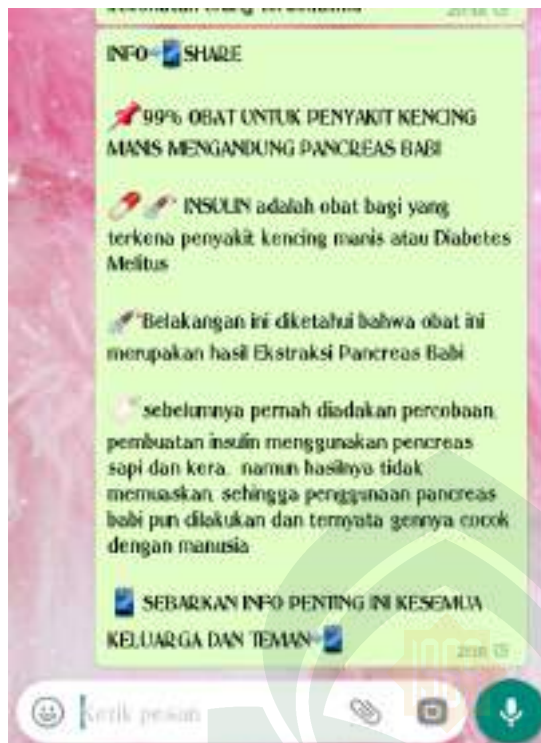 INFO SHARE
99% OBAT UNTUK PENYAKIT KENCING
MANIS MENGANDUNG PANCREAS BABI
INSULIN adalah obat bagi yang
terkena penyakit kencing manis atau Diabetes
Melitus
Belakangan ini diketahui bahwa obat ini
merupakan hasil Ekstraksi Pancreas Babi
sebelumnya pernah diadakan percobaan,
pembuatan insulin menggunakan pencreas
sapi dan kera, namun hasilnya tidak
memuaskan, sehingga penggunaan pancreas
babi pun dilakukan dan ternyata gennya cocok
dengan manusia
SEBARKAN INFO PENTING INI KESEMUA
KELUARGA DAN TEMAN
Ketik pesan